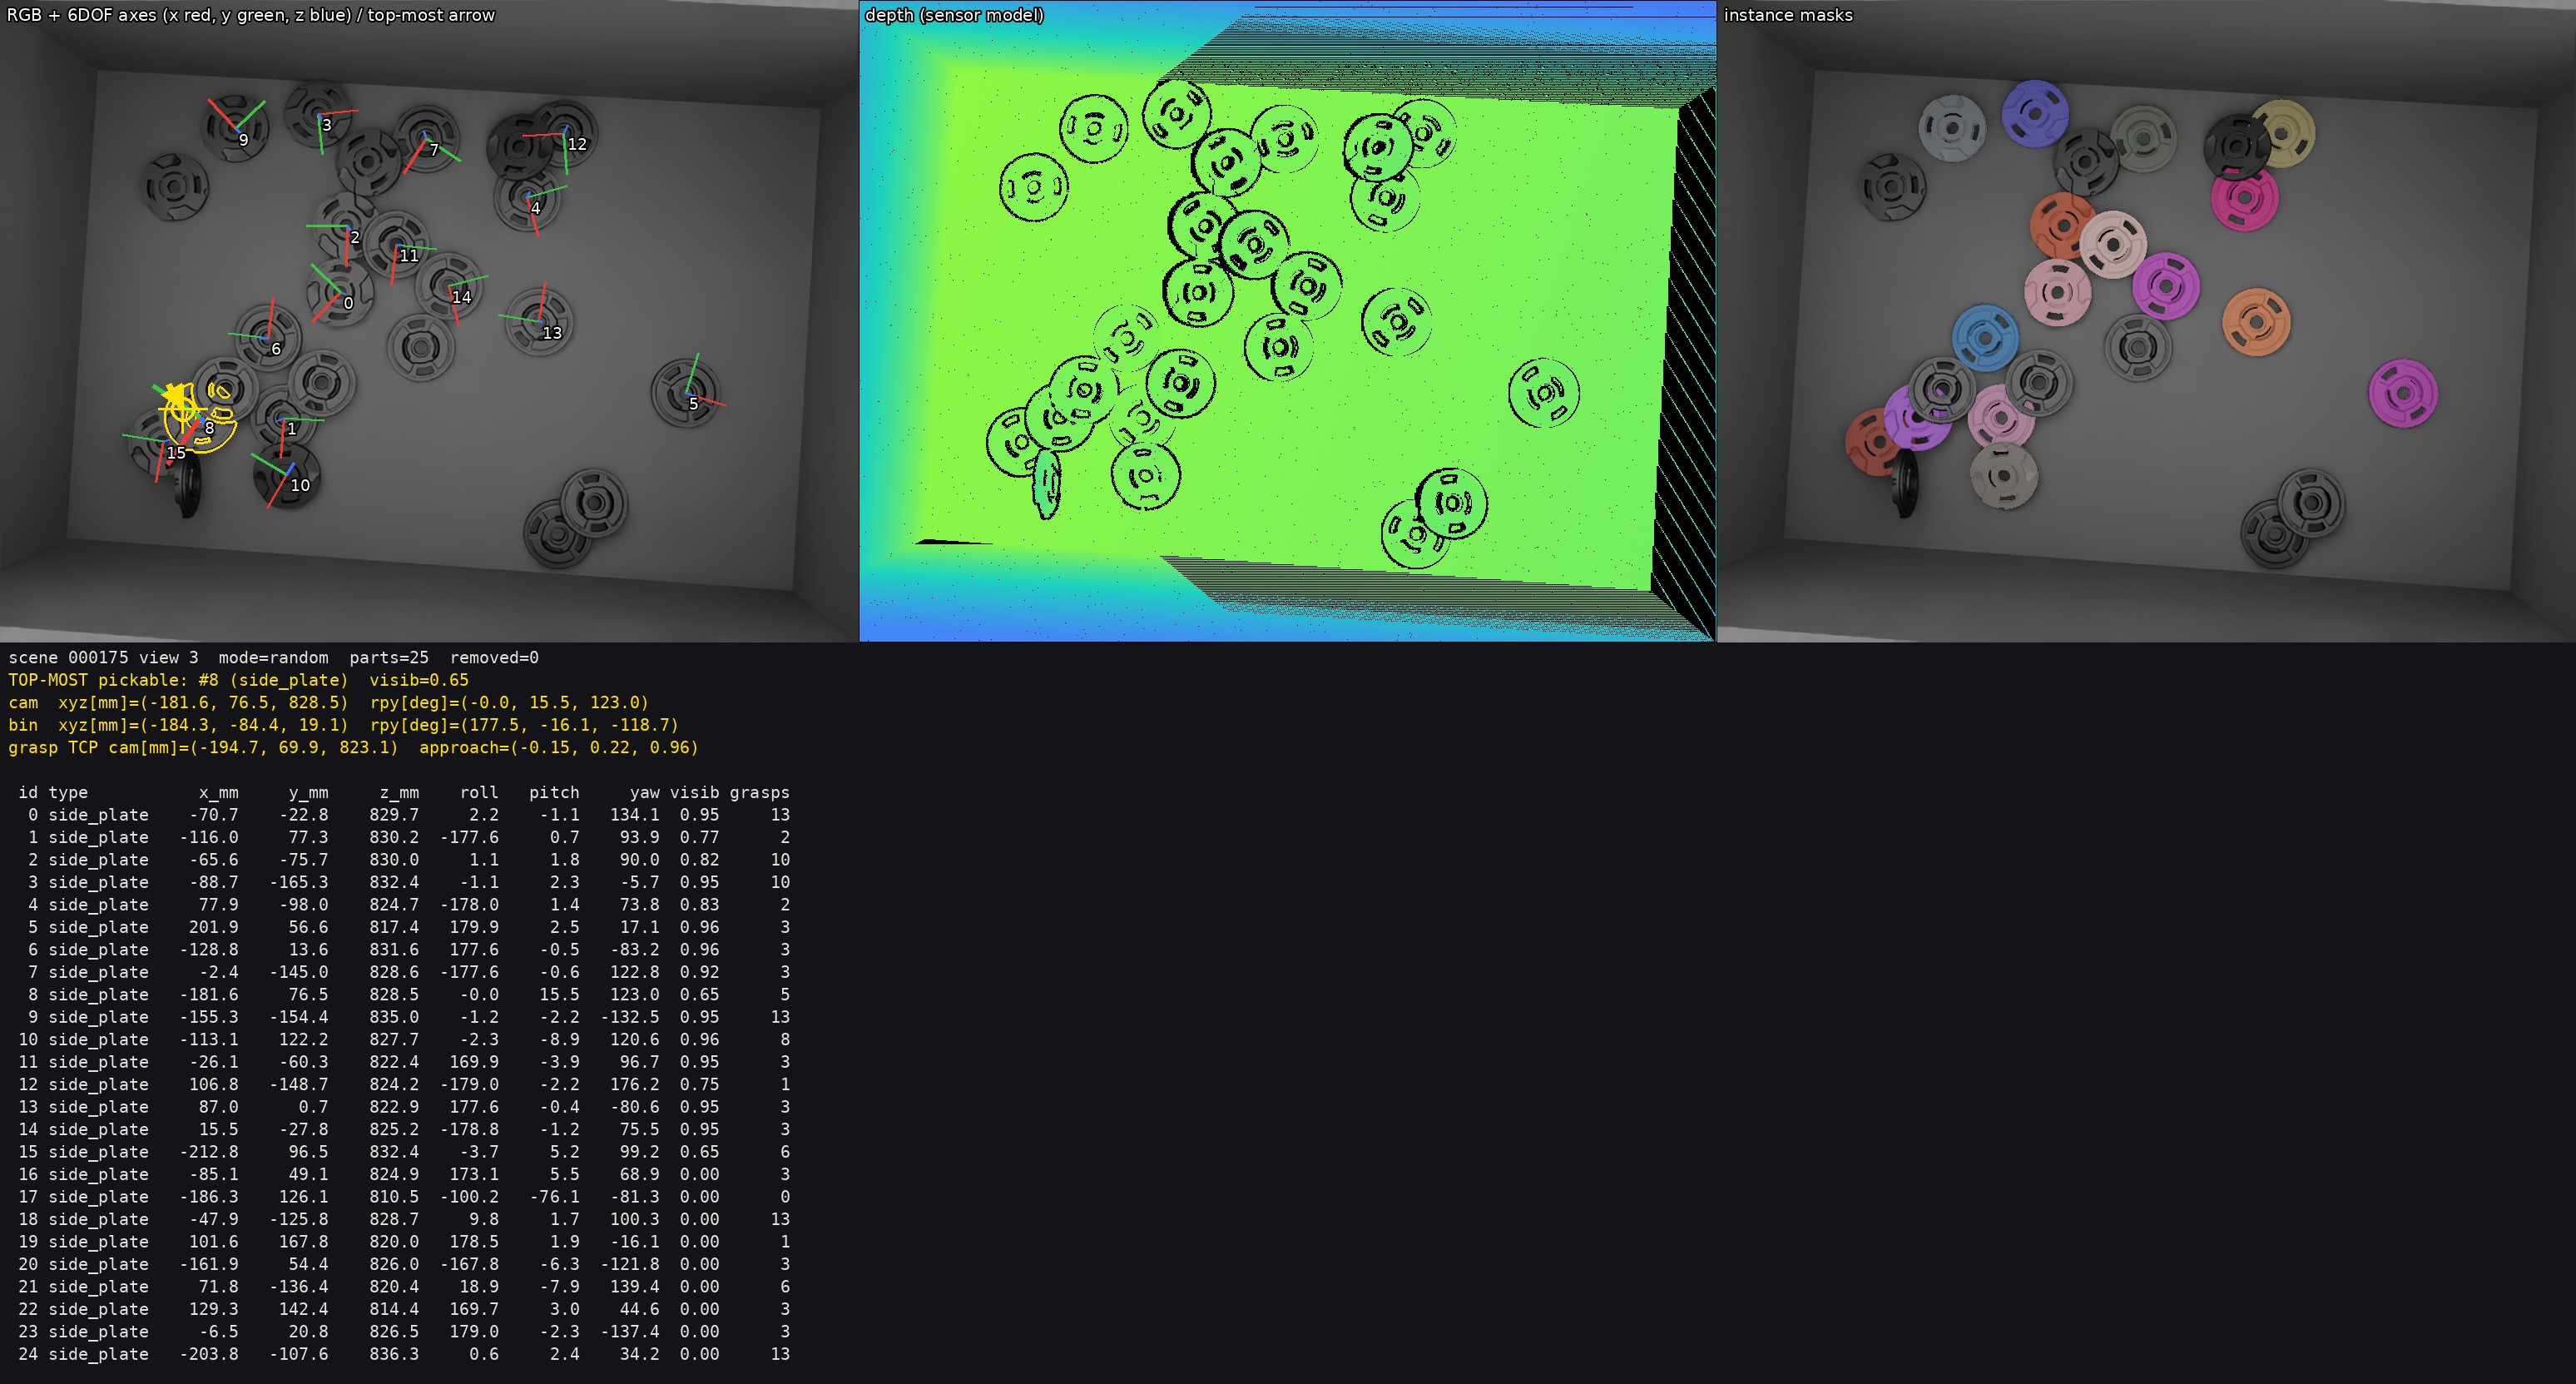 RGB + 6DOF axes (x red, y green, z blue) / top-most arrow
depth (sensor model)
instance masks
9
3
7
12
4
2
11
0
14
13
6
5
8
1
15
10
scene 000175 view 3  mode=random  parts=25  removed=0
TOP-MOST pickable: #8 (side_plate)  visib=0.65
cam  xyz[mm]=(-181.6, 76.5, 828.5)  rpy[deg]=(-0.0, 15.5, 123.0)
bin  xyz[mm]=(-184.3, -84.4, 19.1)  rpy[deg]=(177.5, -16.1, -118.7)
grasp TCP cam[mm]=(-194.7, 69.9, 823.1)  approach=(-0.15, 0.22, 0.96)
id type x_mm y_mm z_mm roll pitch yaw visib grasps
0 side_plate -70.7 -22.8 829.7 2.2 -1.1 134.1 0.95 13
1 side_plate -116.0 77.3 830.2 -177.6 0.7 93.9 0.77 2
2 side_plate -65.6 -75.7 830.0 1.1 1.8 90.0 0.82 10
3 side_plate -88.7 -165.3 832.4 -1.1 2.3 -5.7 0.95 10
4 side_plate 77.9 -98.0 824.7 -178.0 1.4 73.8 0.83 2
5 side_plate 201.9 56.6 817.4 179.9 2.5 17.1 0.96 3
6 side_plate -128.8 13.6 831.6 177.6 -0.5 -83.2 0.96 3
7 side_plate -2.4 -145.0 828.6 -177.6 -0.6 122.8 0.92 3
8 side_plate -181.6 76.5 828.5 -0.0 15.5 123.0 0.65 5
9 side_plate -155.3 -154.4 835.0 -1.2 -2.2 -132.5 0.95 13
10 side_plate -113.1 122.2 827.7 -2.3 -8.9 120.6 0.96 8
11 side_plate -26.1 -60.3 822.4 169.9 -3.9 96.7 0.95 3
12 side_plate 106.8 -148.7 824.2 -179.0 -2.2 176.2 0.75 1
13 side_plate 87.0 0.7 822.9 177.6 -0.4 -80.6 0.95 3
14 side_plate 15.5 -27.8 825.2 -178.8 -1.2 75.5 0.95 3
15 side_plate -212.8 96.5 832.4 -3.7 5.2 99.2 0.65 6
16 side_plate -85.1 49.1 824.9 173.1 5.5 68.9 0.00 3
17 side_plate -186.3 126.1 810.5 -100.2 -76.1 -81.3 0.00 0
18 side_plate -47.9 -125.8 828.7 9.8 1.7 100.3 0.00 13
19 side_plate 101.6 167.8 820.0 178.5 1.9 -16.1 0.00 1
20 side_plate -161.9 54.4 826.0 -167.8 -6.3 -121.8 0.00 3
21 side_plate 71.8 -136.4 820.4 18.9 -7.9 139.4 0.00 6
22 side_plate 129.3 142.4 814.4 169.7 3.0 44.6 0.00 3
23 side_plate -6.5 20.8 826.5 179.0 -2.3 -137.4 0.00 3
24 side_plate -203.8 -107.6 836.3 0.6 2.4 34.2 0.00 13